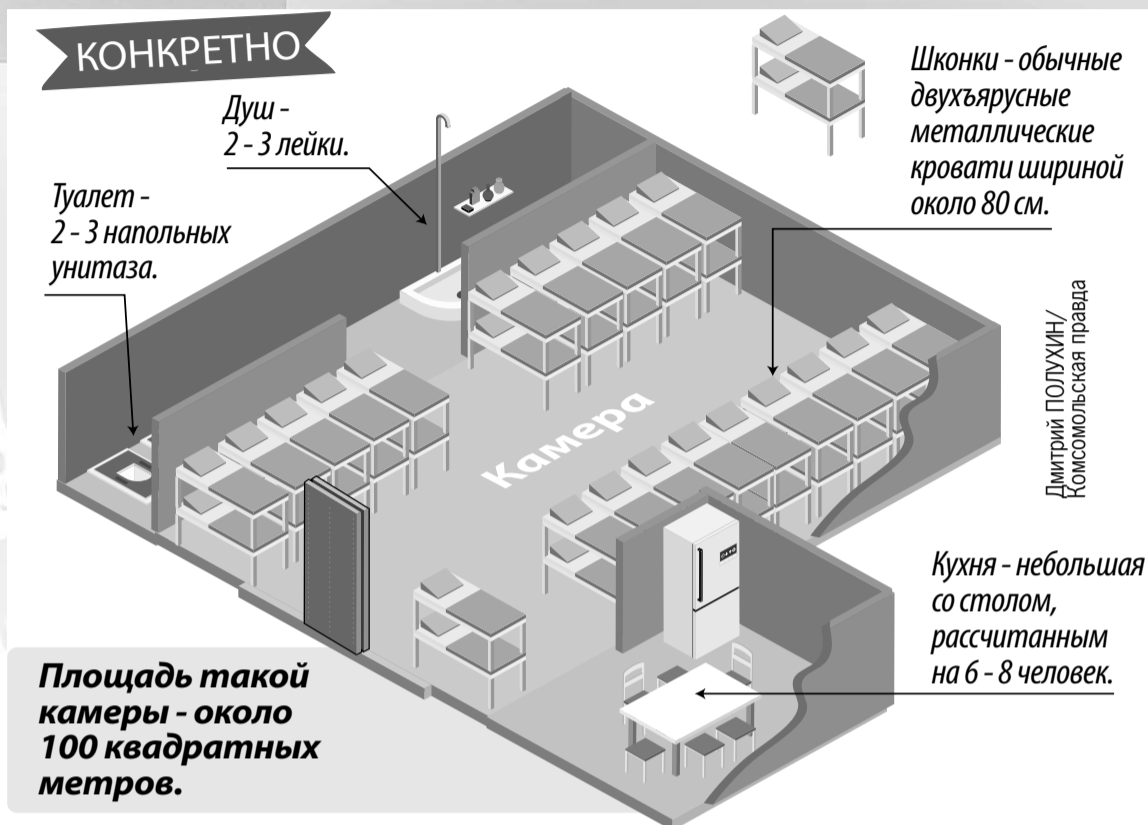 КОНКРЕТНО
Душ -
2 - 3 лейки.
Туалет -
2 - 3 напольных
унитаза.
Шконки - обычные
двухъярусные
металлические
кровати шириной
около 80 см.
Дмитрий ПОЛУХИН/
Комсомольская правда
Камера
Кухня - небольшая
со столом,
рассчитанным
на 6 - 8 человек.
Площадь такой
камеры - около
100 квадратных
метров.